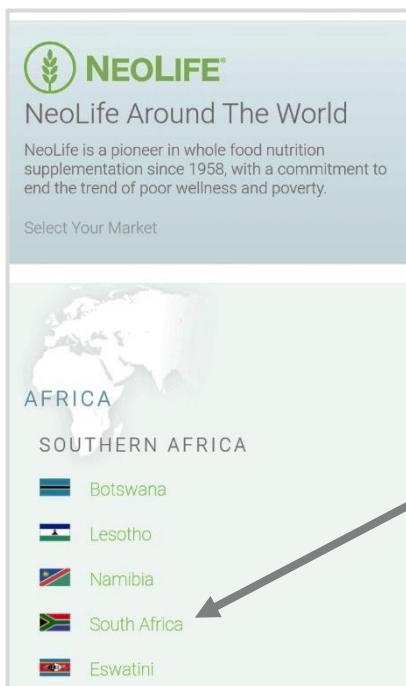 NEOLIFE®
NeoLife Around The World
NeoLife is a pioneer in whole food nutrition
supplementation since 1958, with a commitment to
end the trend of poor wellness and poverty.
Select Your Market
AFRICA
SOUTHERN AFRICA
Botswana
Lesotho
Namibia
South Africa
Eswatini